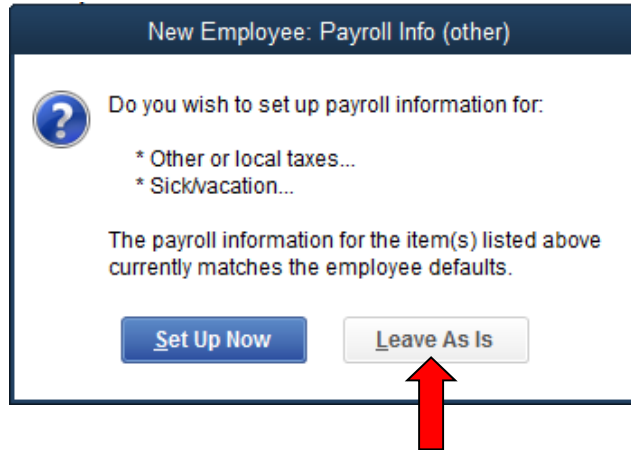 New Employee: Payroll Info (other)
?
Do you wish to set up payroll information for:
* Other or local taxes...
* Sick/vacation...
The payroll information for the item(s) listed above
currently matches the employee defaults.
Set Up Now
Leave As Is